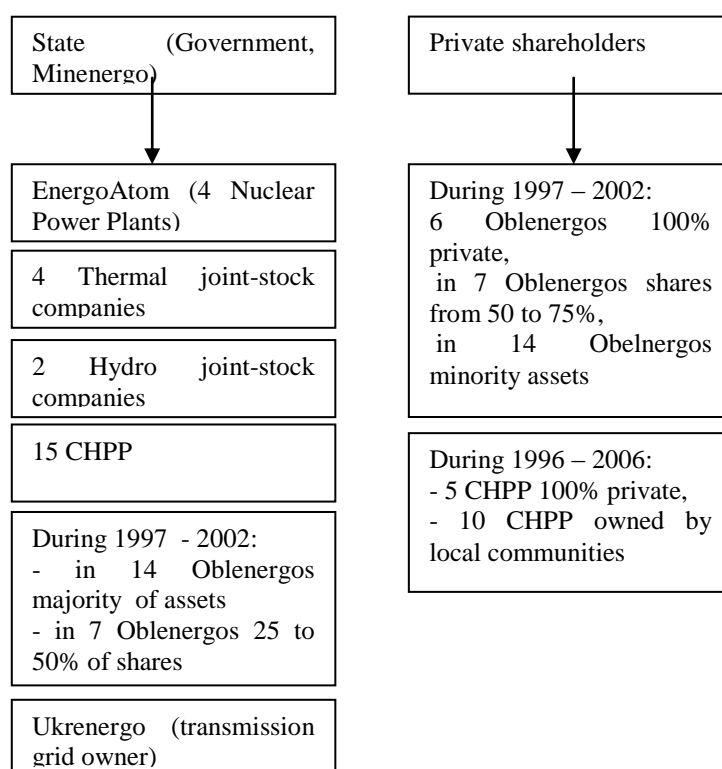 State (Government,
Minenergo)
EnergoAtom (4 Nuclear
Power Plants)
4 Thermal joint-stock
companies
2 Hydro joint-stock
companies
15 CHPP
During 1997 - 2002:
- in 14 Oblenergos
majority of assets
- in 7 Oblenergos 25 to
50% of shares
Ukrenergo (transmission
grid owner)
Private shareholders
During 1997 – 2002:
6 Oblenergos 100%
private,
in 7 Oblenergos shares
from 50 to 75%,
in 14 Obelnergos
minority assets
During 1996 – 2006:
- 5 CHPP 100% private,
- 10 CHPP owned by
local communities